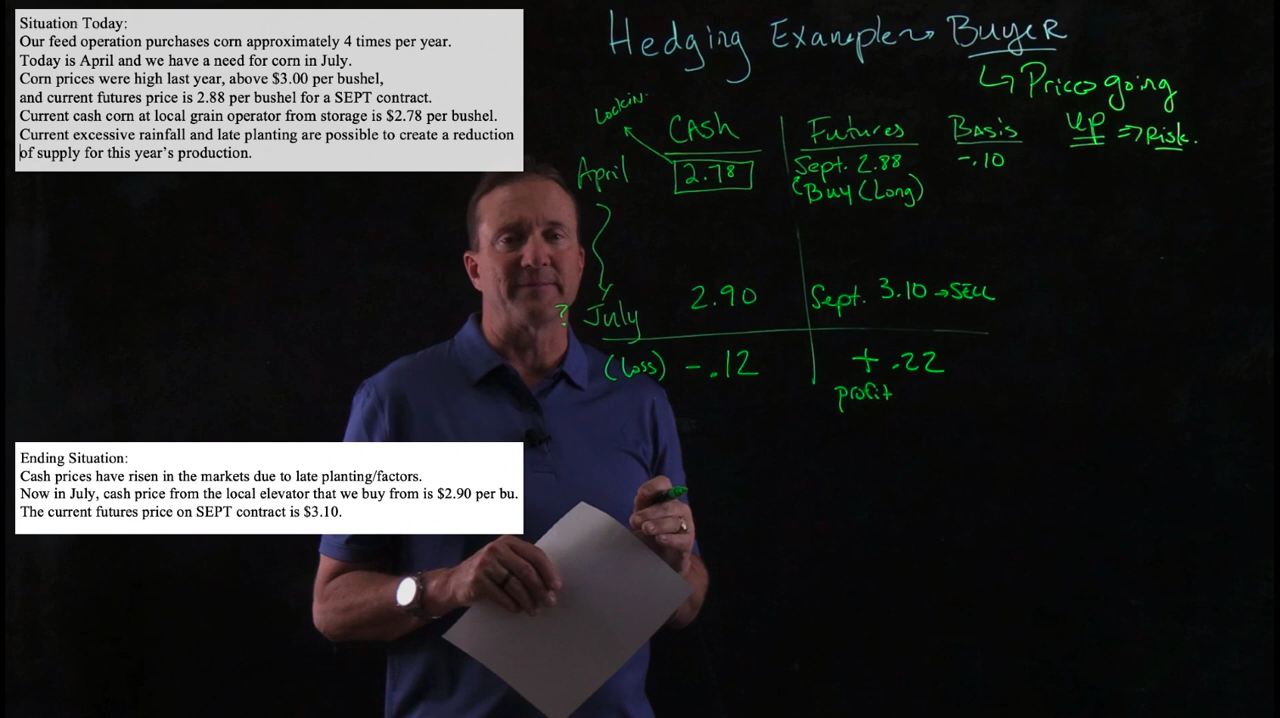 Situation Today:
Our feed operation purchases corn approximately 4 times per year.
Today is April and we have a need for corn in July.
Corn prices were high last year, above $3.00 per bushel,
and current futures price is 2.88 per bushel for a SEPT contract.
Current cash corn at local grain operator from storage is $2.78 per bushel.
Current excessive rainfall and late planting are possible to create a reduction
of supply for this year's production.
Hedging Example → Buyer
↳ Prices going
up ⇒ Risk.
Lockin.
CASH Futures Basis
April 2.78 Sept. 2.88 -.10
(Buy (Long)
? July 2.90 Sept. 3.10 → SELL
(loss) -.12 + .22
profit
Ending Situation:
Cash prices have risen in the markets due to late planting/factors.
Now in July, cash price from the local elevator that we buy from is $2.90 per bu.
The current futures price on SEPT contract is $3.10.